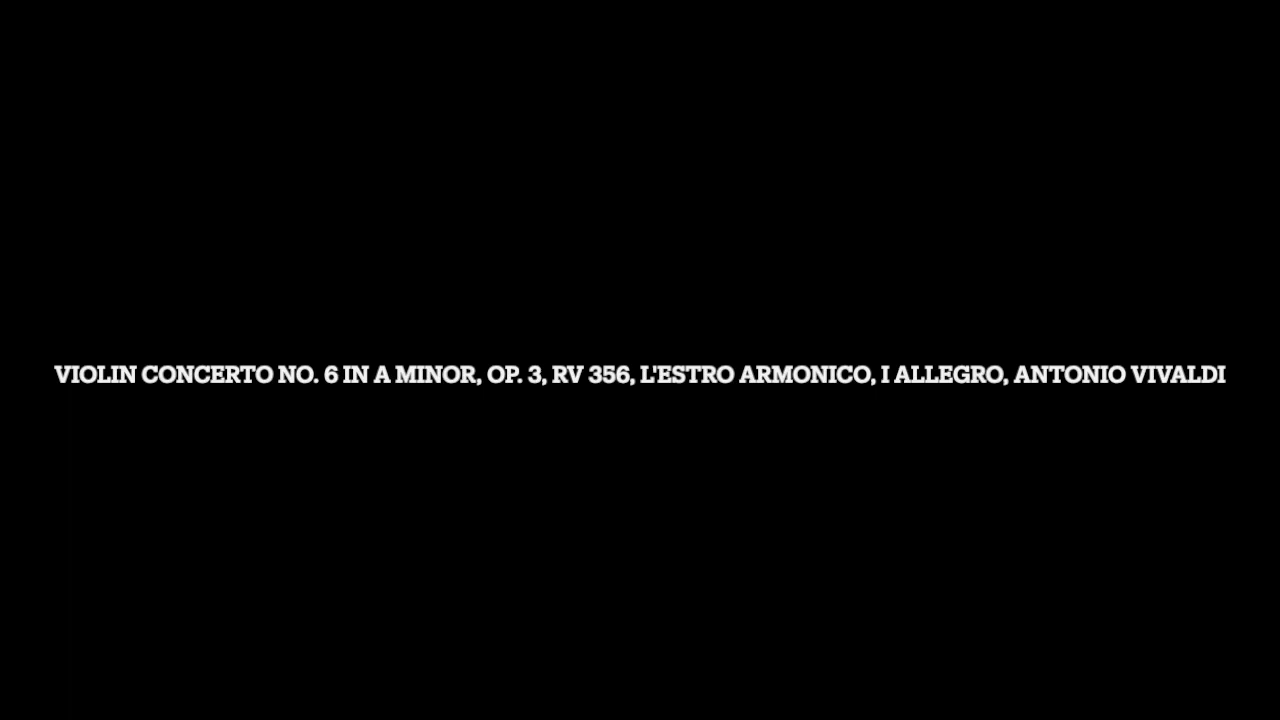 VIOLIN CONCERTO NO. 6 IN A MINOR, OP. 3, RV 356, L'ESTRO ARMONICO, I ALLEGRO, ANTONIO VIVALDI